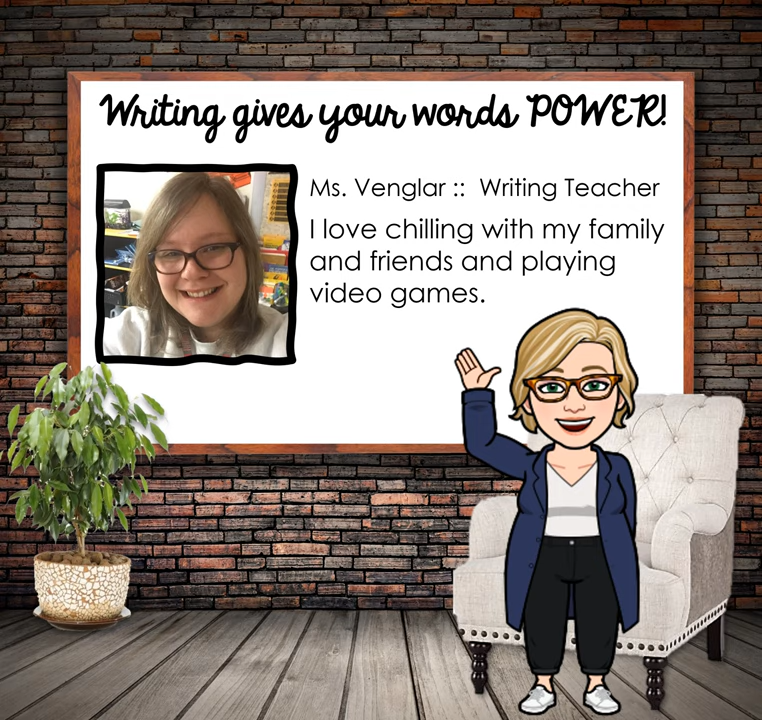 Writing gives your words POWER!
Ms. Venglar :: Writing Teacher
I love chilling with my family
and friends and playing
video games.